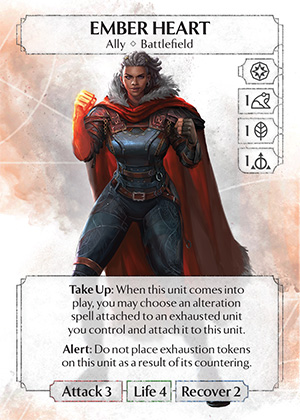 EMBER HEART
Ally ◇ Battlefield
1
1
1
Take Up: When this unit comes into
play, you may choose an alteration
spell attached to an exhausted unit
you control and attach it to this unit.
Alert: Do not place exhaustion tokens
on this unit as a result of its countering.
Attack 3 Life 4 Recover 2